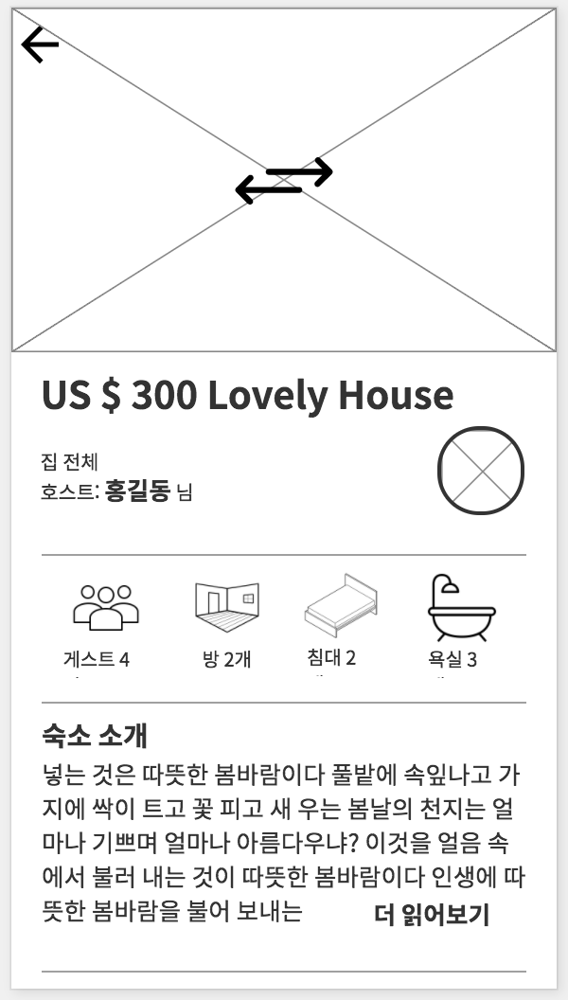 US $ 300 Lovely House
집 전체
호스트: 홍길동 님
게스트 4
방 2개
침대 2
욕실 3
숙소 소개
넣는 것은 따뜻한 봄바람이다 풀밭에 속잎나고 가
지에 싹이 트고 꽃 피고 새 우는 봄날의 천지는 얼
마나 기쁘며 얼마나 아름다우냐? 이것을 얼음 속
에서 불러 내는 것이 따뜻한 봄바람이다 인생에 따
뜻한 봄바람을 불어 보내는
더 읽어보기